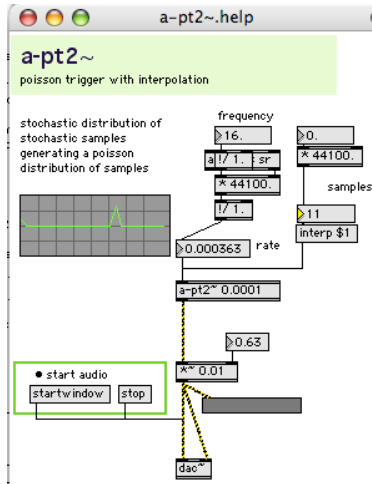 a-pt2~.help
a-pt2~
poisson trigger with interpolation
stochastic distribution of
stochastic samples
generating a poisson
distribution of samples
frequency
16.
0.
!/ 1.
sr
* 44100.
* 44100.
samples
!/ 1.
11
interp $1
0.000363
rate
a-pt2~ 0.0001
0.63
*~ 0.01
start audio
startwindow
stop
dac~